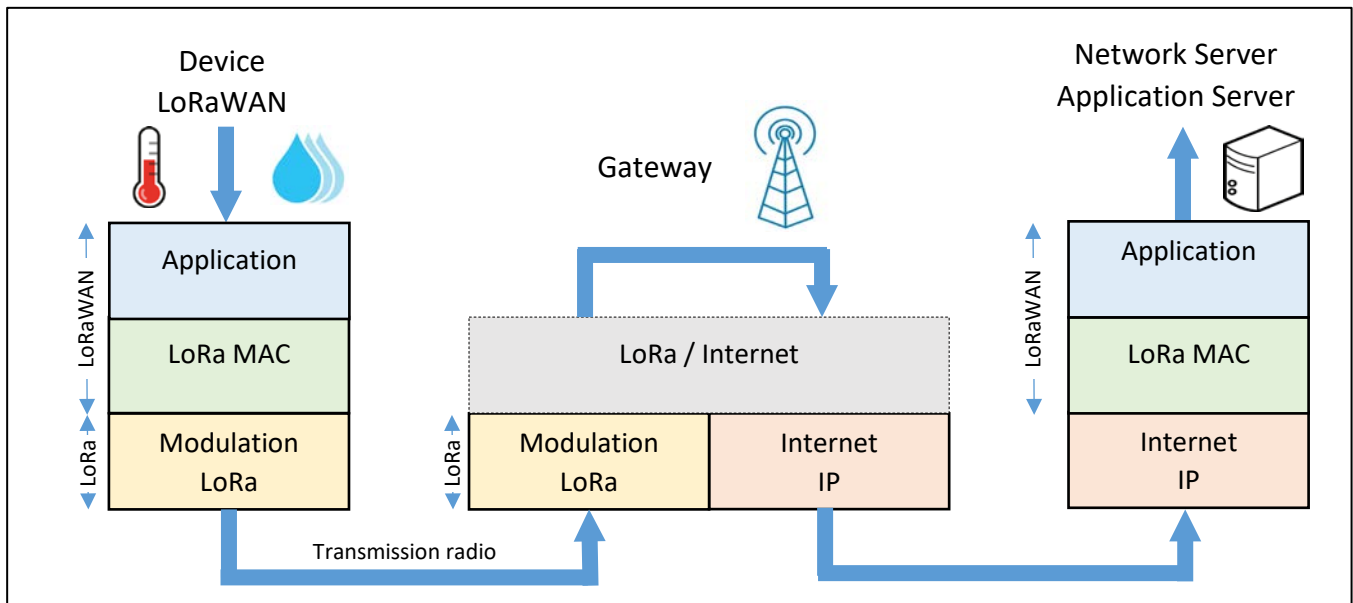 Device
LoRaWAN
Application
LoRa MAC
Modulation
LoRa
LoRaWAN
LoRa
Transmission radio
Gateway
LoRa / Internet
Modulation
LoRa
Internet
IP
LoRa
Network Server
Application Server
Application
LoRa MAC
Internet
IP
LoRaWAN